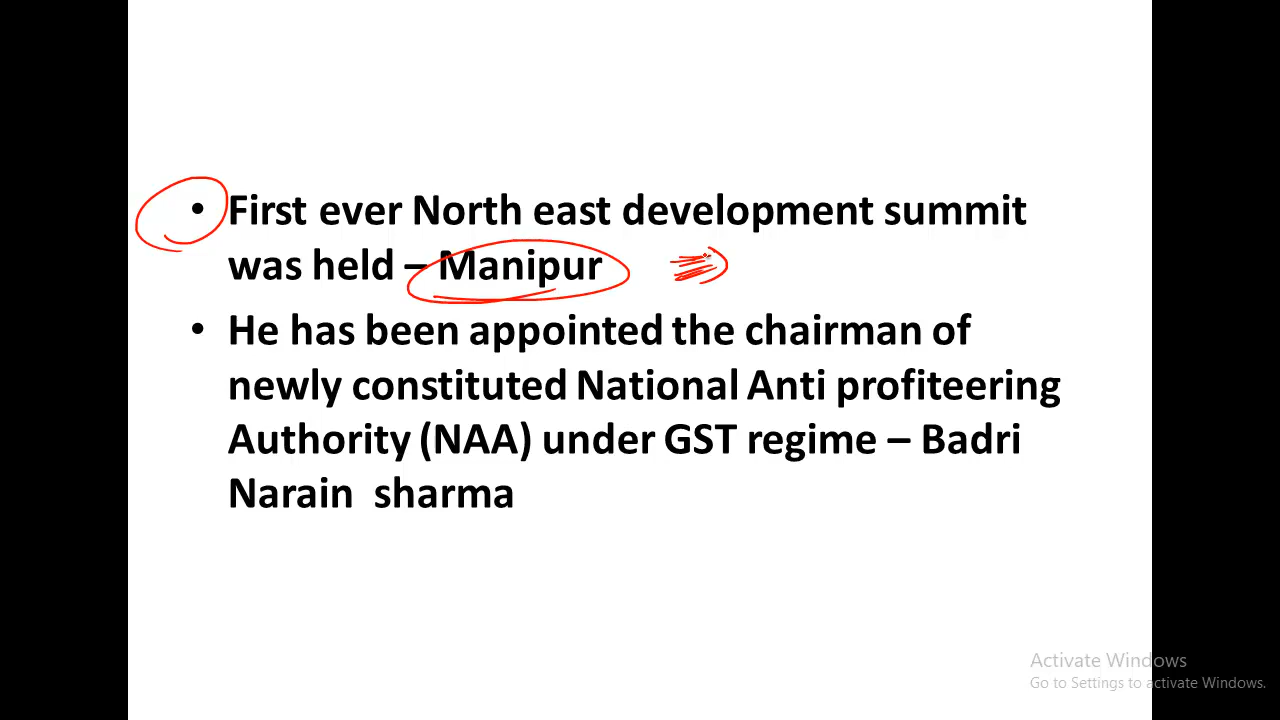 • First ever North east development summit
was held – Manipur
• He has been appointed the chairman of
newly constituted National Anti profiteering
Authority (NAA) under GST regime – Badri
Narain sharma
Activate Windows
Go to Settings to activate Windows.